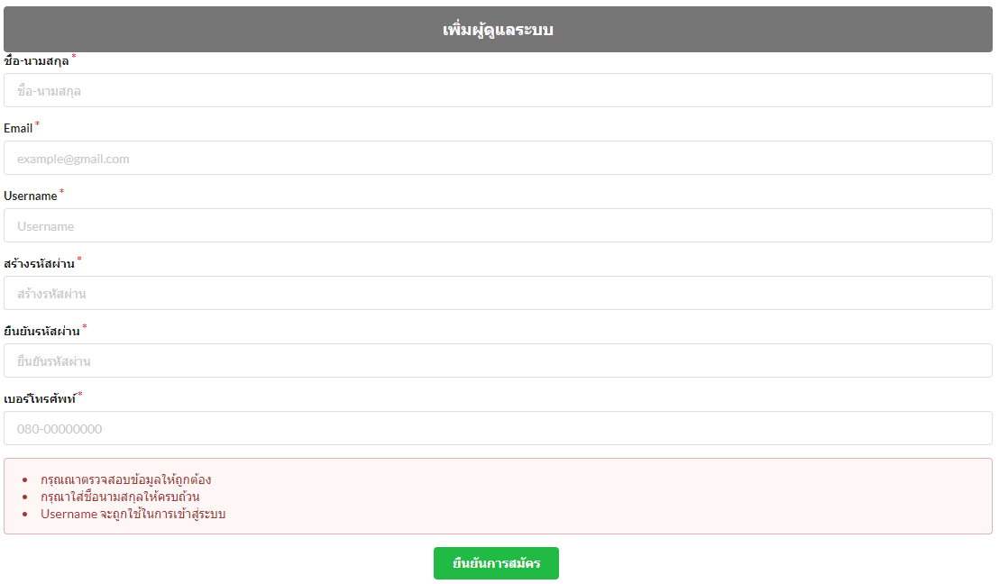 เพิ่มผู้ดูแลระบบ
ชื่อ-นามสกุล *
ชื่อ-นามสกุล
Email *
example@gmail.com
Username *
Username
สร้างรหัสผ่าน *
สร้างรหัสผ่าน
ยืนยันรหัสผ่าน *
ยืนยันรหัสผ่าน
เบอร์โทรศัพท์ *
080-00000000
• กรุณณาตรวจสอบข้อมูลให้ถูกต้อง
• กรุณาใส่ชื่อนามสกุลให้ครบถ้วน
• Username จะถูกใช้ในการเข้าสู่ระบบ
ยืนยันการสมัคร